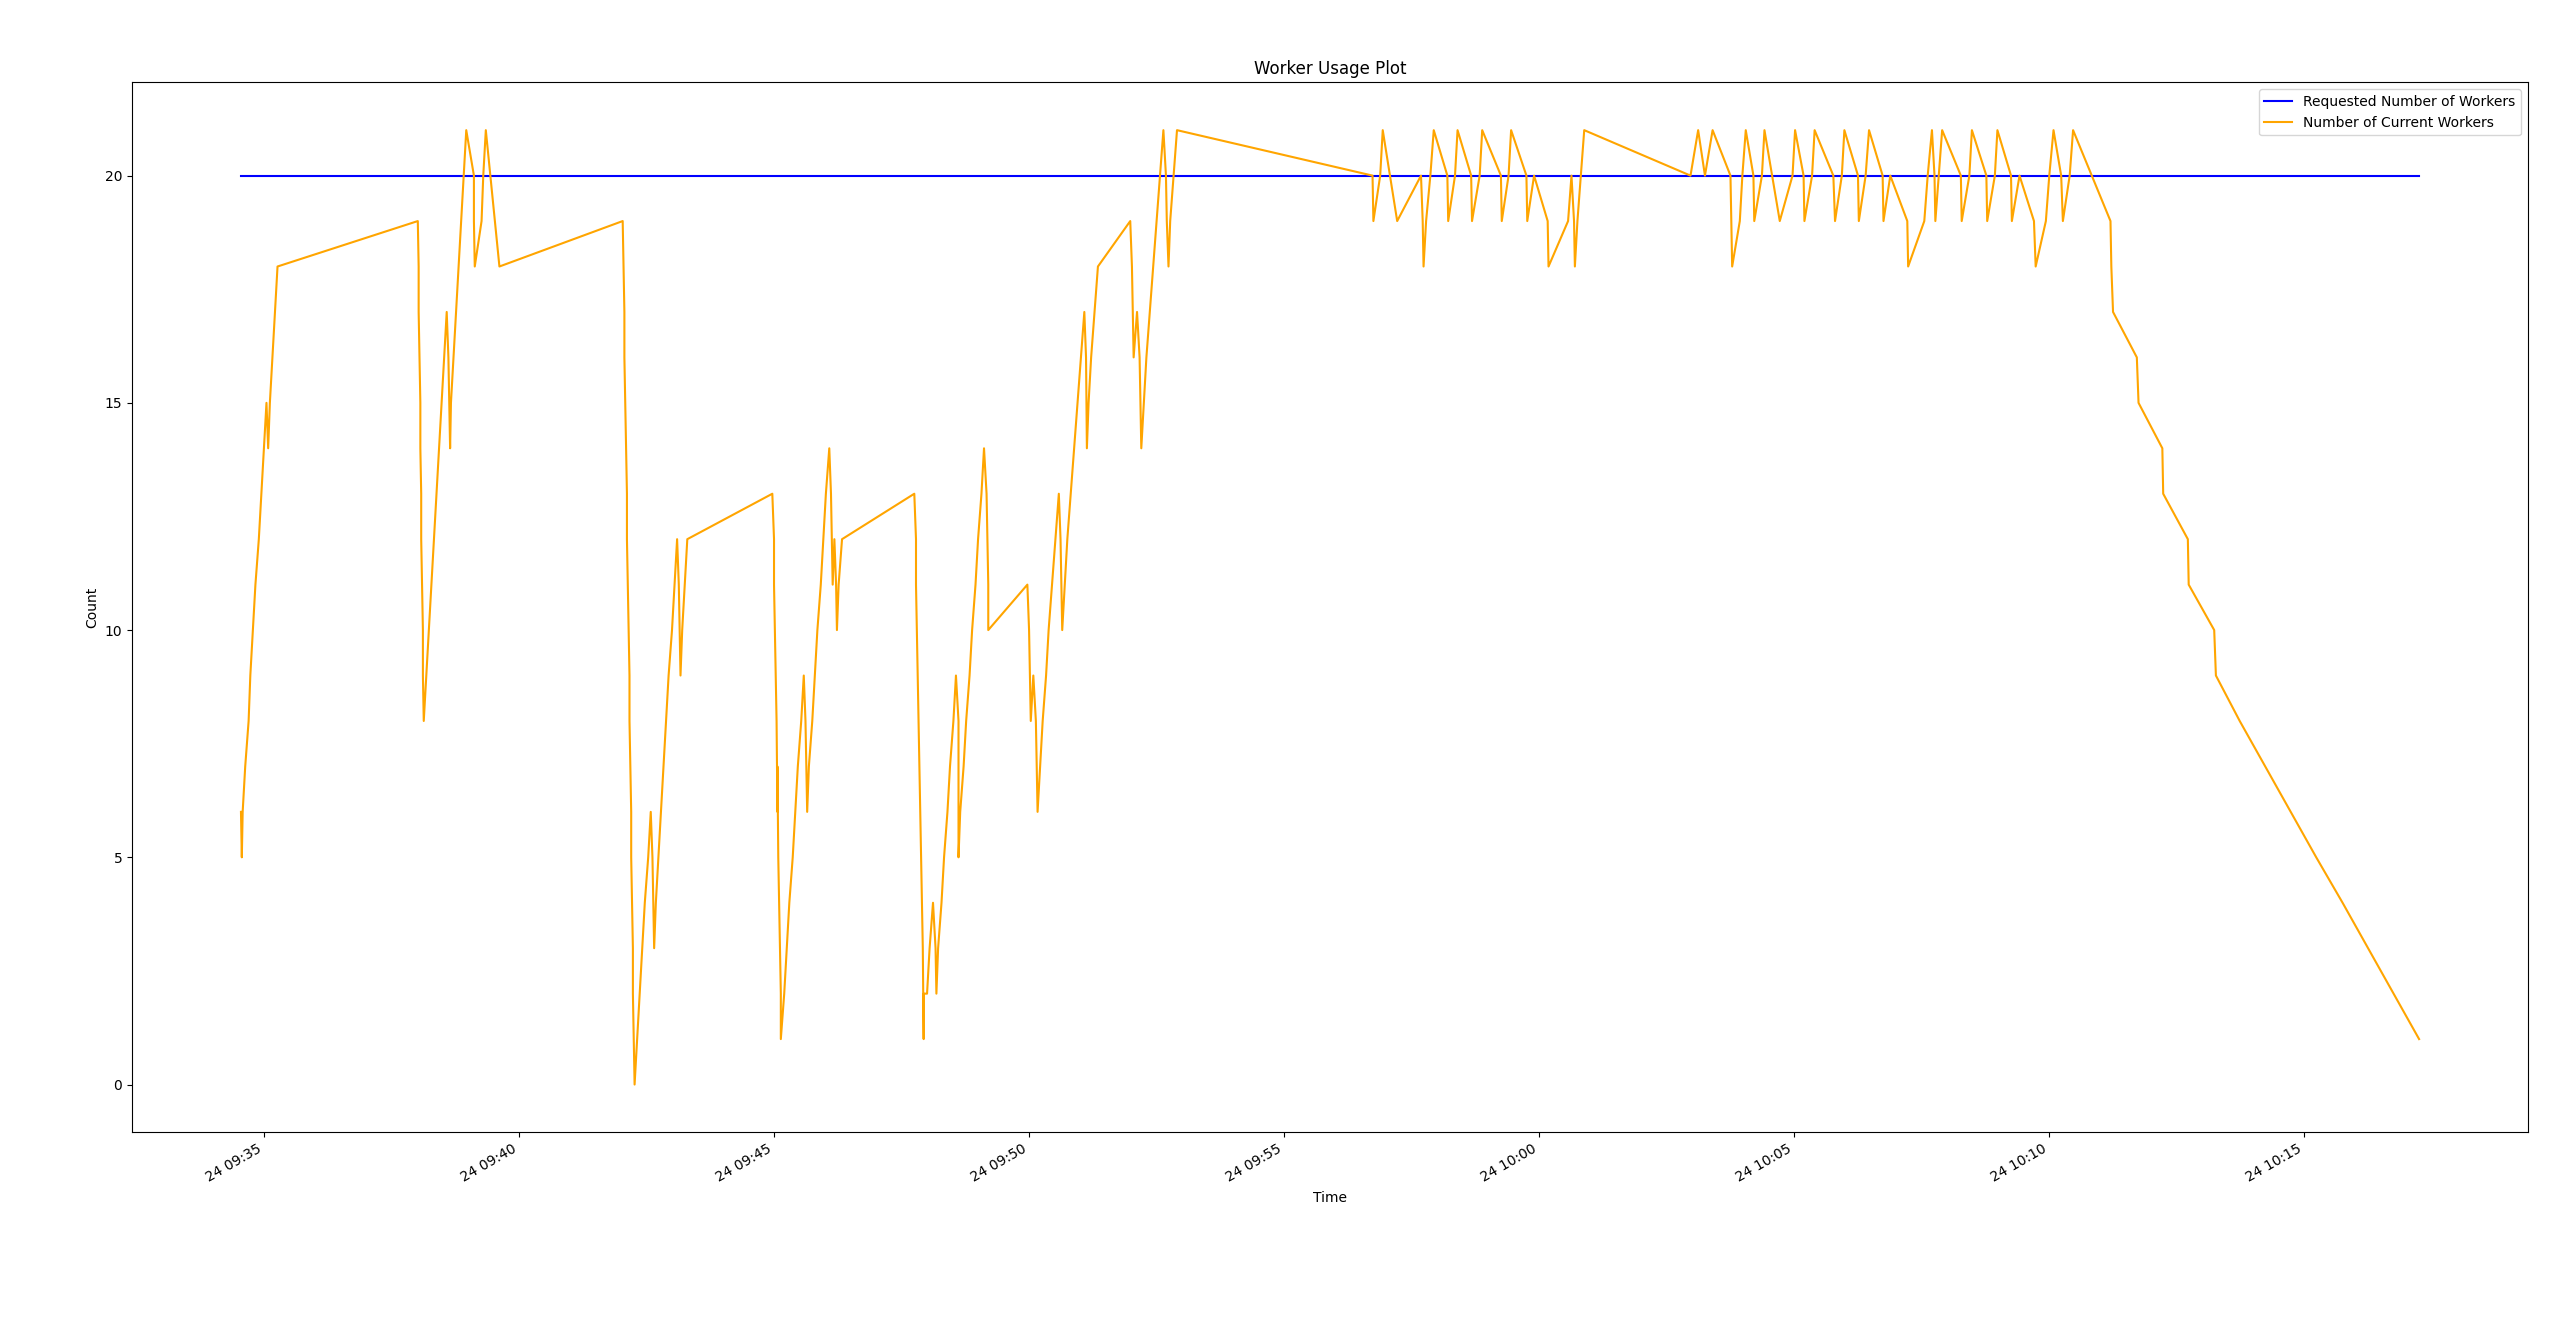 Worker Usage Plot
Requested Number of Workers
Number of Current Workers
20
15
10
5
0
Count
24 09:35
24 09:40
24 09:45
24 09:50
24 09:55
24 10:00
24 10:05
24 10:10
24 10:15
Time